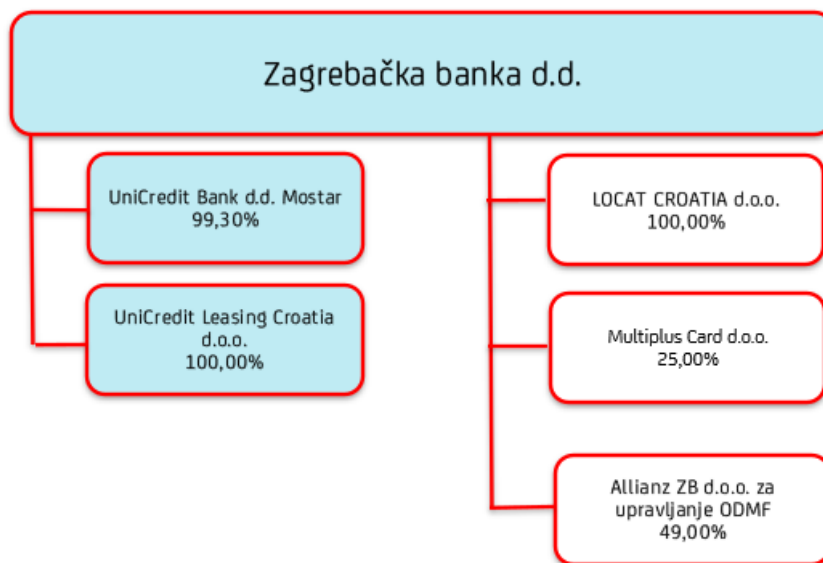 Zagrebačka banka d.d.
UniCredit Bank d.d. Mostar
99,30%
UniCredit Leasing Croatia
d.o.o.
100,00%
LOCAT CROATIA d.o.o.
100,00%
Multiplus Card d.o.o.
25,00%
Allianz ZB d.o.o. za
upravljanje ODMF
49,00%